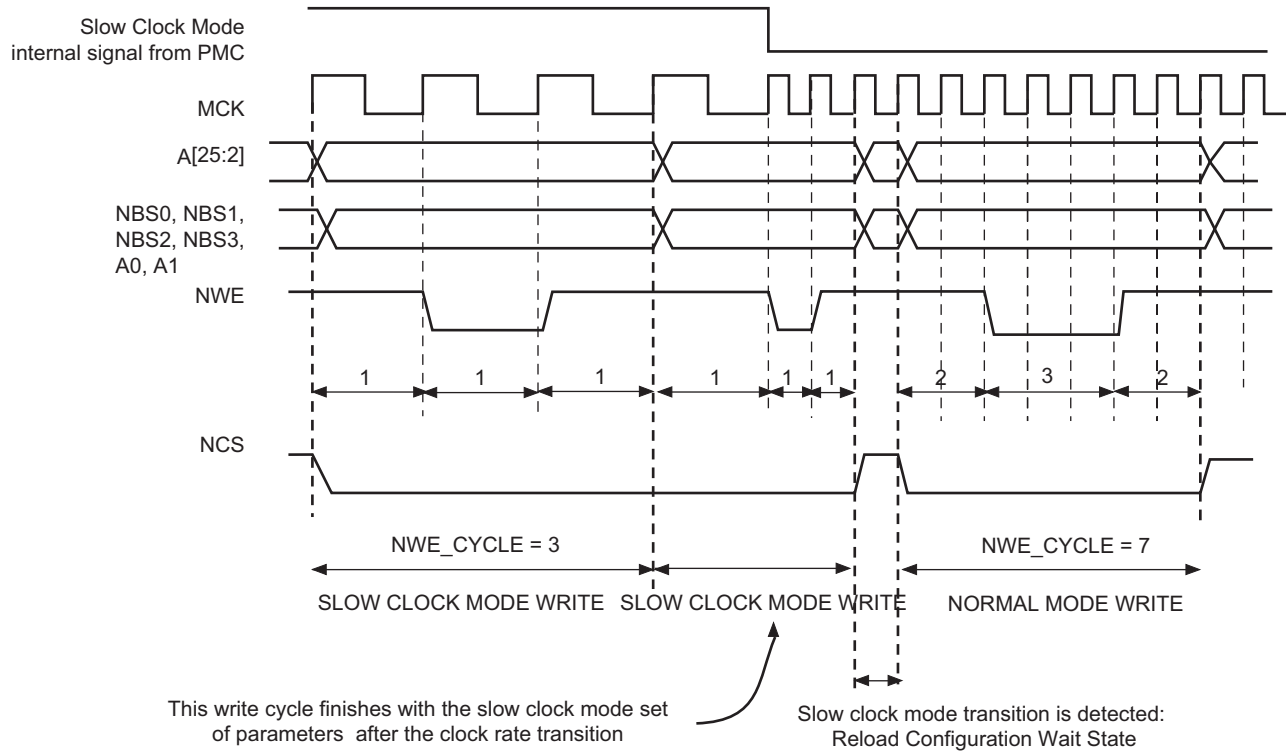 Slow Clock Mode
internal signal from PMC
MCK
A[25:2]
NBS0, NBS1,
NBS2, NBS3,
A0, A1
NWE
1 1 1 1 1 1 2 3 2
NCS
NWE_CYCLE = 3 NWE_CYCLE = 7
SLOW CLOCK MODE WRITE SLOW CLOCK MODE WRITE NORMAL MODE WRITE
This write cycle finishes with the slow clock mode set
of parameters after the clock rate transition
Slow clock mode transition is detected:
Reload Configuration Wait State